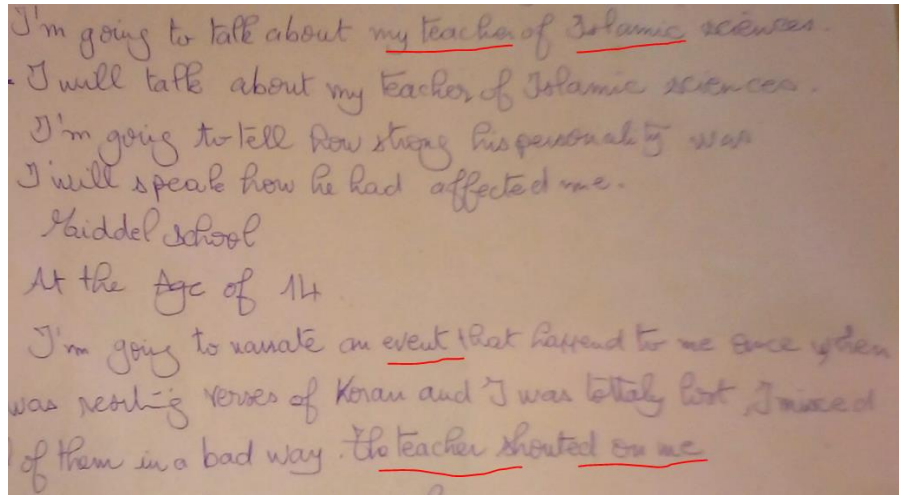 I'm going to talk about my teacher of Islamic sciences.
- I will talk about my teacher of Islamic sciences.
I'm going to tell how strong his personality was
I will speak how he had affected me.
Middel school
At the Age of 14
I'm going to narrate an event that happend to me once when
was reciting verses of Koran and I was tottaly lost, I mixed
of them in a bad way. the teacher shouted on me